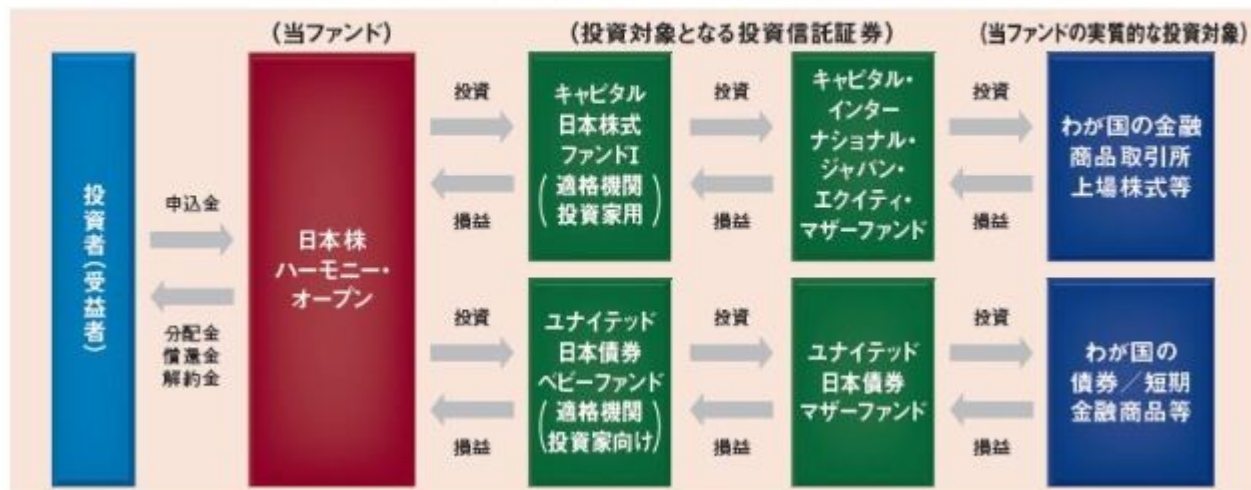 (当ファンド)
(投資対象となる投資信託証券)
(当ファンドの実質的な投資対象)
投資者(受益者)
申込金
分配金
償還金
解約金
日本株
ハーモニー・
オープン
投資
損益
キャピタル
日本株式
ファンドI
(適格機関
投資家用)
投資
損益
キャピタル・
インター
ナショナル・
ジャパン・
エクイティ・
マザーファンド
投資
損益
わが国の金融
商品取引所
上場株式等
投資
損益
ユナイテッド
日本債券
ベビーファンド
(適格機関
投資家向け)
投資
損益
ユナイテッド
日本債券
マザーファンド
投資
損益
わが国の
債券/短期
金融商品等